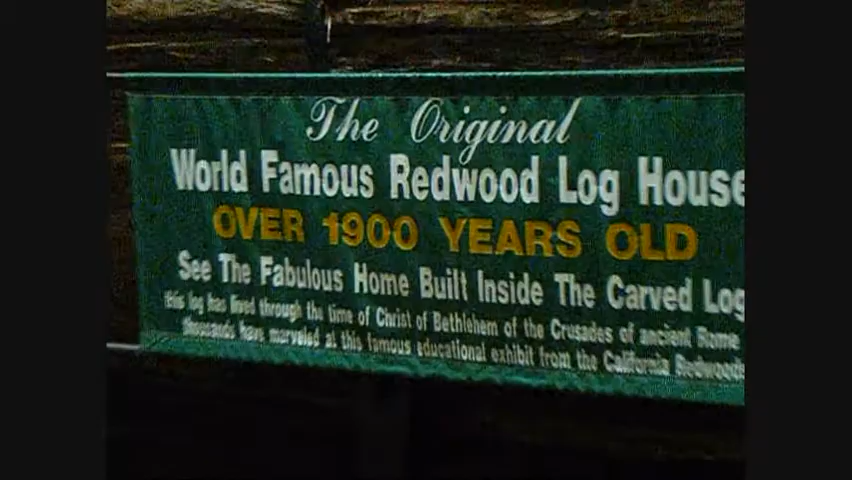 The Original
World Famous Redwood Log House
OVER 1900 YEARS OLD
See The Fabulous Home Built Inside The Carved Log
this log has lived through the time of Christ of Bethlehem of the Crusades of ancient Rome
thousands have marveled at this famous educational exhibit from the California Redwoods